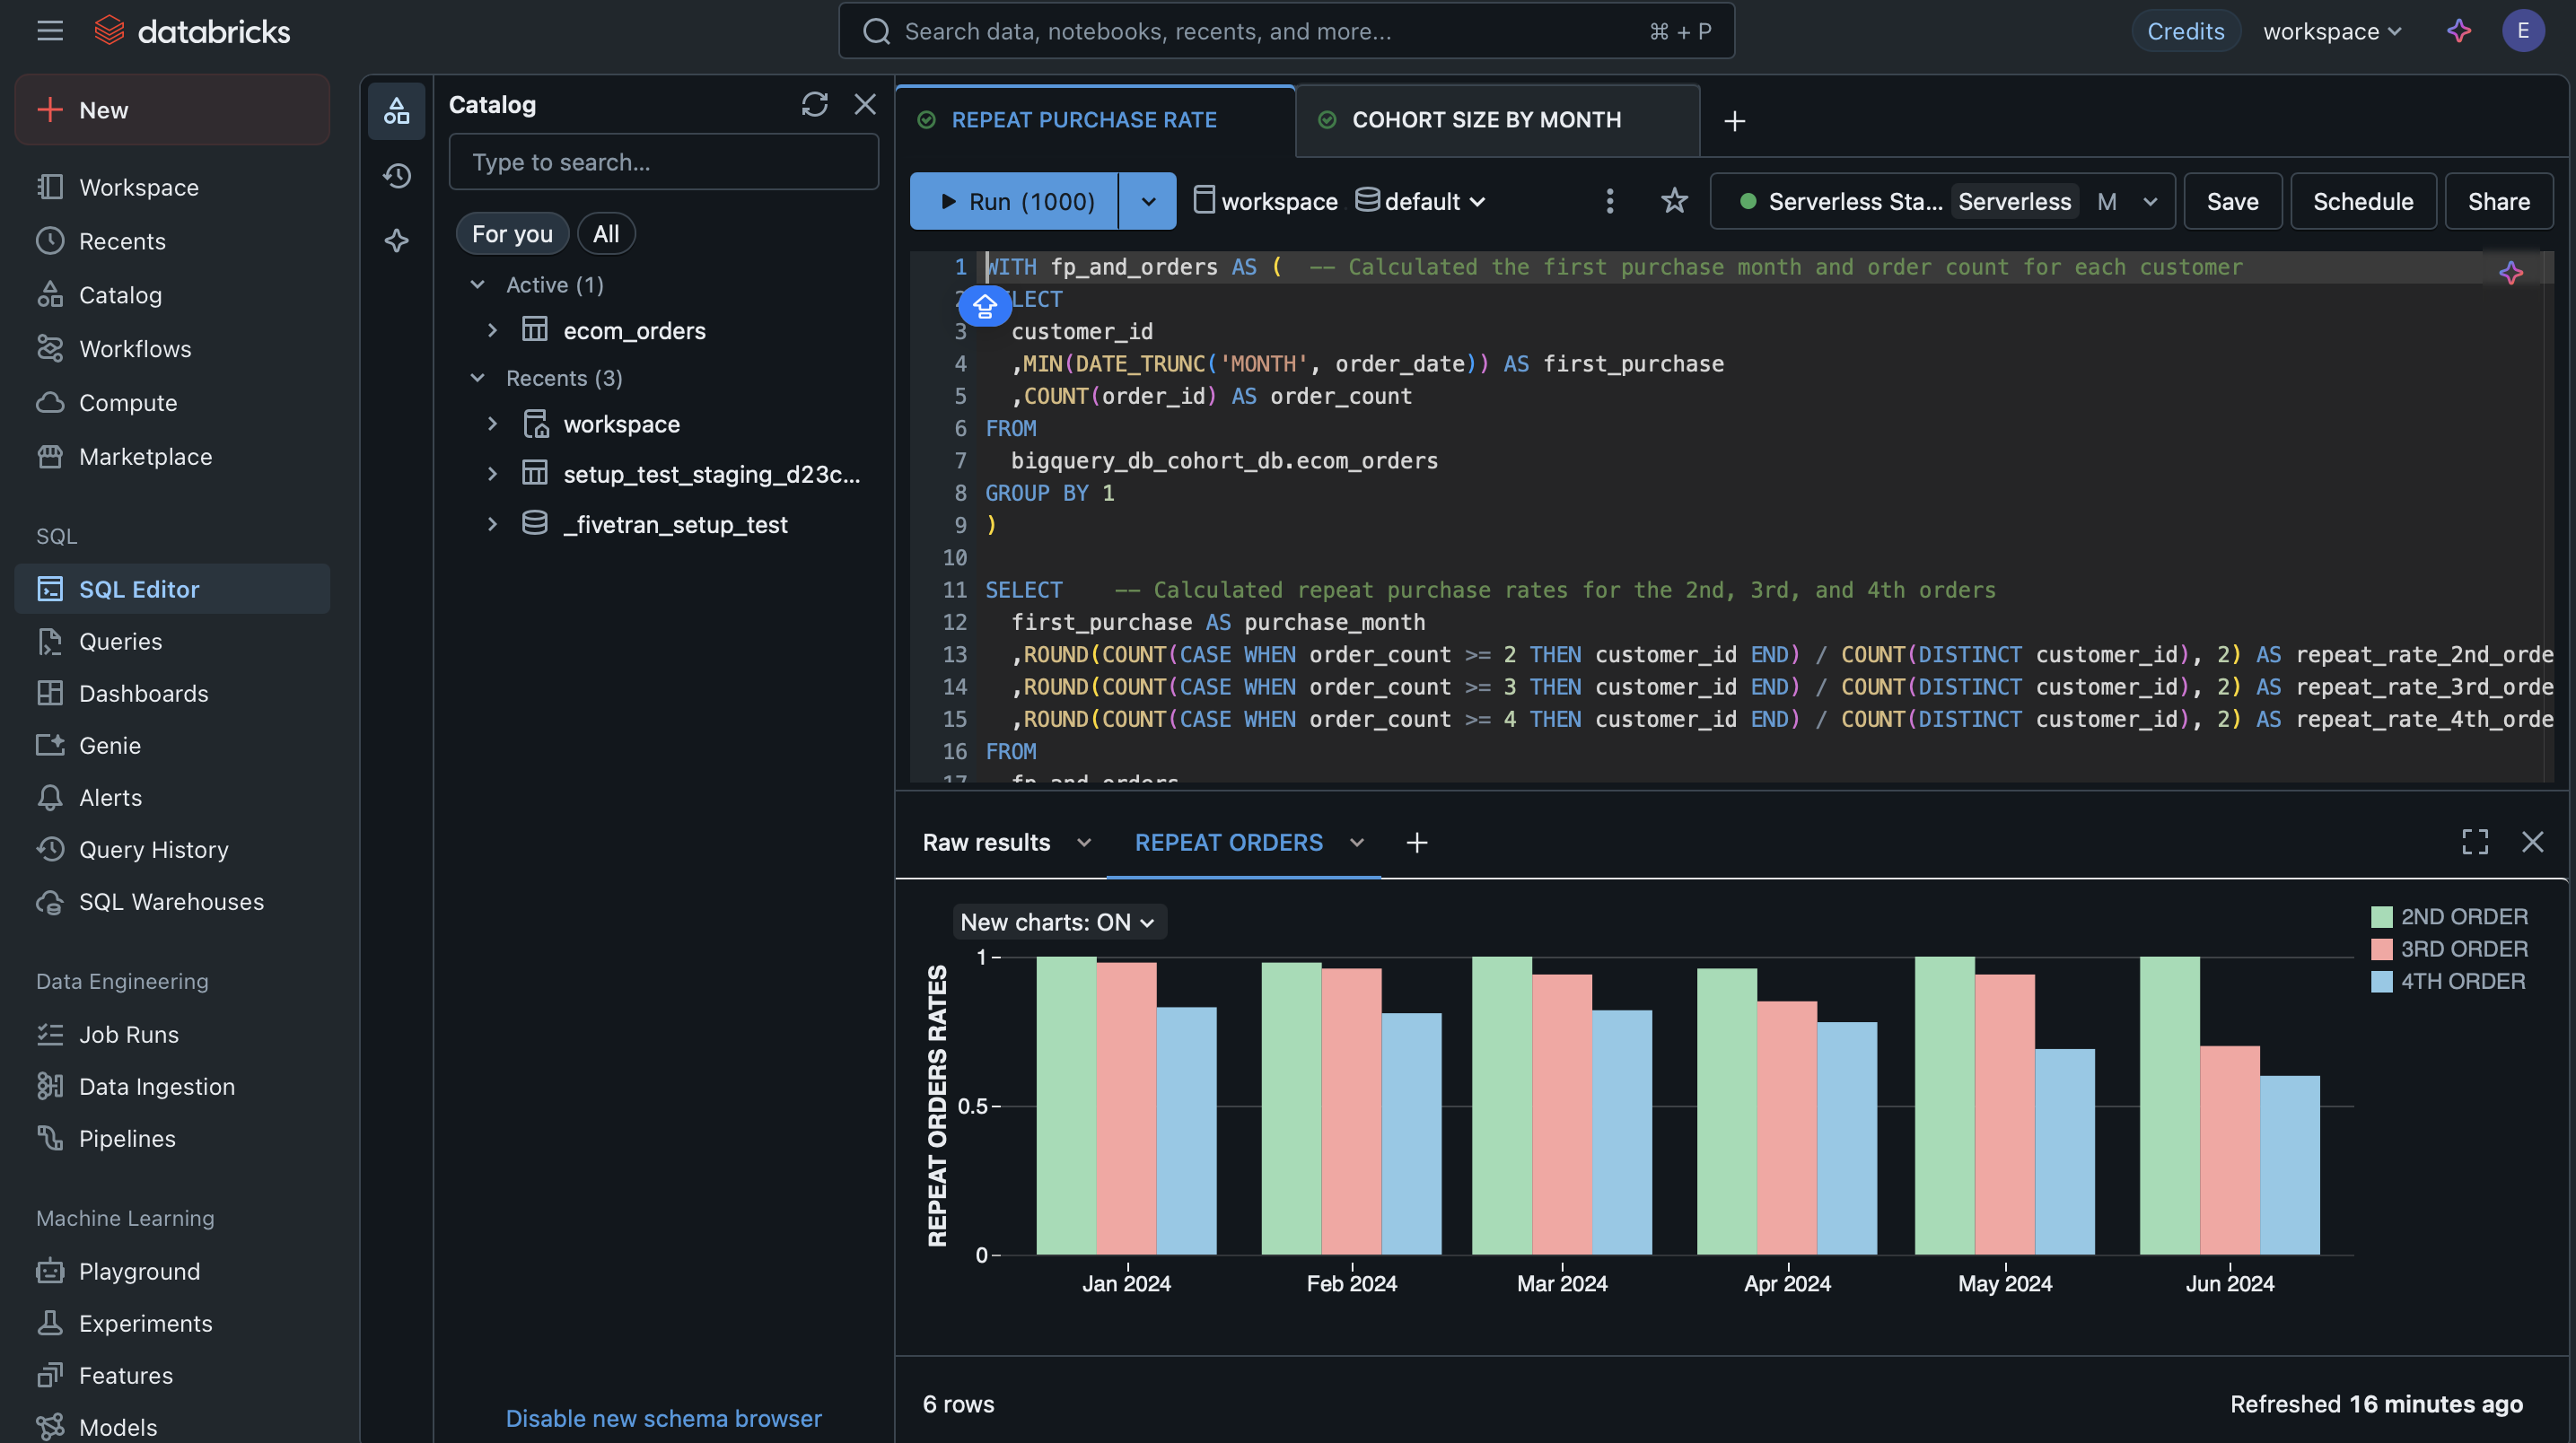 databricks
Search data, notebooks, recents, and more...
⌘ + P
Credits
workspace
E
New
Workspace
Recents
Catalog
Workflows
Compute
Marketplace
SQL
SQL Editor
Queries
Dashboards
Genie
Alerts
Query History
SQL Warehouses
Data Engineering
Job Runs
Data Ingestion
Pipelines
Machine Learning
Playground
Experiments
Features
Models
Catalog
Type to search...
For you
All
Active (1)
ecom_orders
Recents (3)
workspace
setup_test_staging_d23c...
_fivetran_setup_test
Disable new schema browser
REPEAT PURCHASE RATE
COHORT SIZE BY MONTH
Run (1000)
workspace
default
Serverless Sta... Serverless M
Save
Schedule
Share
1 WITH fp_and_orders AS ( -- Calculated the first purchase month and order count for each customer
2 LECT
3 customer_id
4 ,MIN(DATE_TRUNC('MONTH', order_date)) AS first_purchase
5 ,COUNT(order_id) AS order_count
6 FROM
7 bigquery_db_cohort_db.ecom_orders
8 GROUP BY 1
9 )
10
11 SELECT -- Calculated repeat purchase rates for the 2nd, 3rd, and 4th orders
12 first_purchase AS purchase_month
13 ,ROUND(COUNT(CASE WHEN order_count >= 2 THEN customer_id END) / COUNT(DISTINCT customer_id), 2) AS repeat_rate_2nd_orde
14 ,ROUND(COUNT(CASE WHEN order_count >= 3 THEN customer_id END) / COUNT(DISTINCT customer_id), 2) AS repeat_rate_3rd_orde
15 ,ROUND(COUNT(CASE WHEN order_count >= 4 THEN customer_id END) / COUNT(DISTINCT customer_id), 2) AS repeat_rate_4th_orde
16 FROM
17 fp_and_orders
Raw results
REPEAT ORDERS
New charts: ON
2ND ORDER
3RD ORDER
4TH ORDER
REPEAT ORDERS RATES
1
0.5
0
Jan 2024
Feb 2024
Mar 2024
Apr 2024
May 2024
Jun 2024
6 rows
Refreshed 16 minutes ago